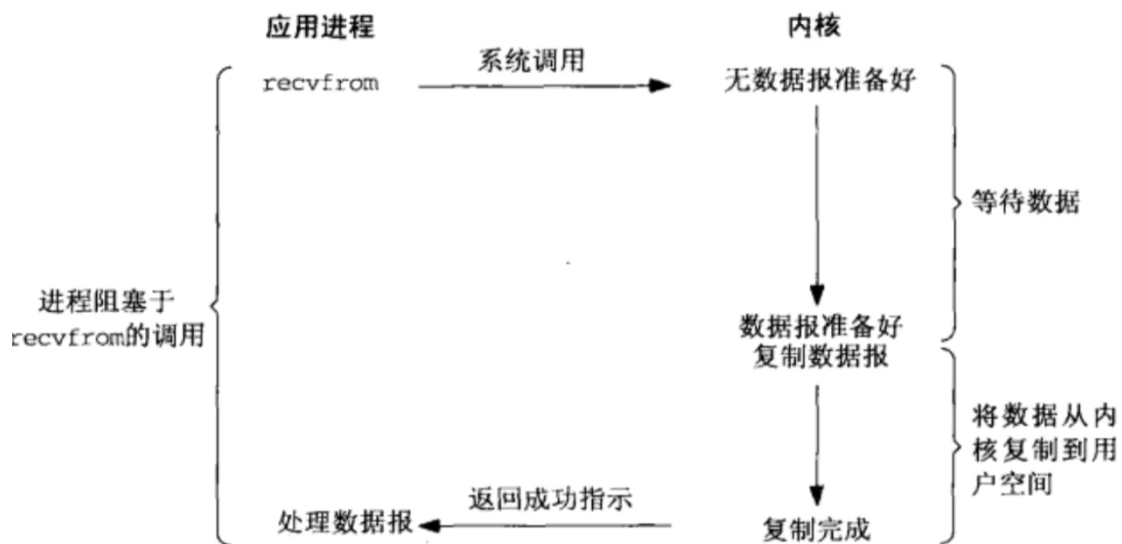 应用进程
内核
系统调用
recvfrom
无数据报准备好
等待数据
进程阻塞于
recvfrom的调用
数据报准备好
复制数据报
将数据从内
核复制到用
户空间
返回成功指示
处理数据报
复制完成